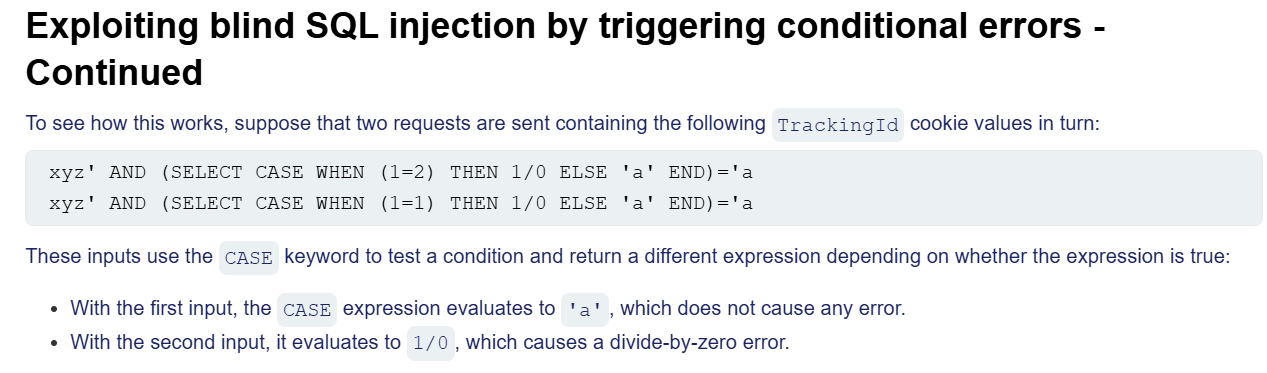 Exploiting blind SQL injection by triggering conditional errors -
Continued
To see how this works, suppose that two requests are sent containing the following TrackingId cookie values in turn:
xyz' AND (SELECT CASE WHEN (1=2) THEN 1/0 ELSE 'a' END)='a
xyz' AND (SELECT CASE WHEN (1=1) THEN 1/0 ELSE 'a' END)='a
These inputs use the CASE keyword to test a condition and return a different expression depending on whether the expression is true:
• With the first input, the CASE expression evaluates to 'a', which does not cause any error.
• With the second input, it evaluates to 1/0, which causes a divide-by-zero error.